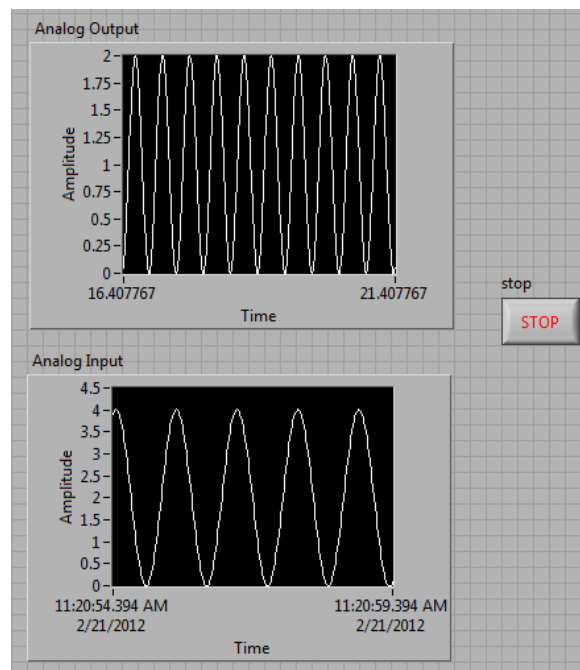 Analog Output
2
1.75
1.5
1.25
1
0.75
0.5
0.25
0
Amplitude
16.407767 21.407767
Time
stop
STOP
Analog Input
4.5
4
3.5
3
2.5
2
1.5
1
0.5
0
Amplitude
11:20:54.394 AM 11:20:59.394 AM
2/21/2012 2/21/2012
Time